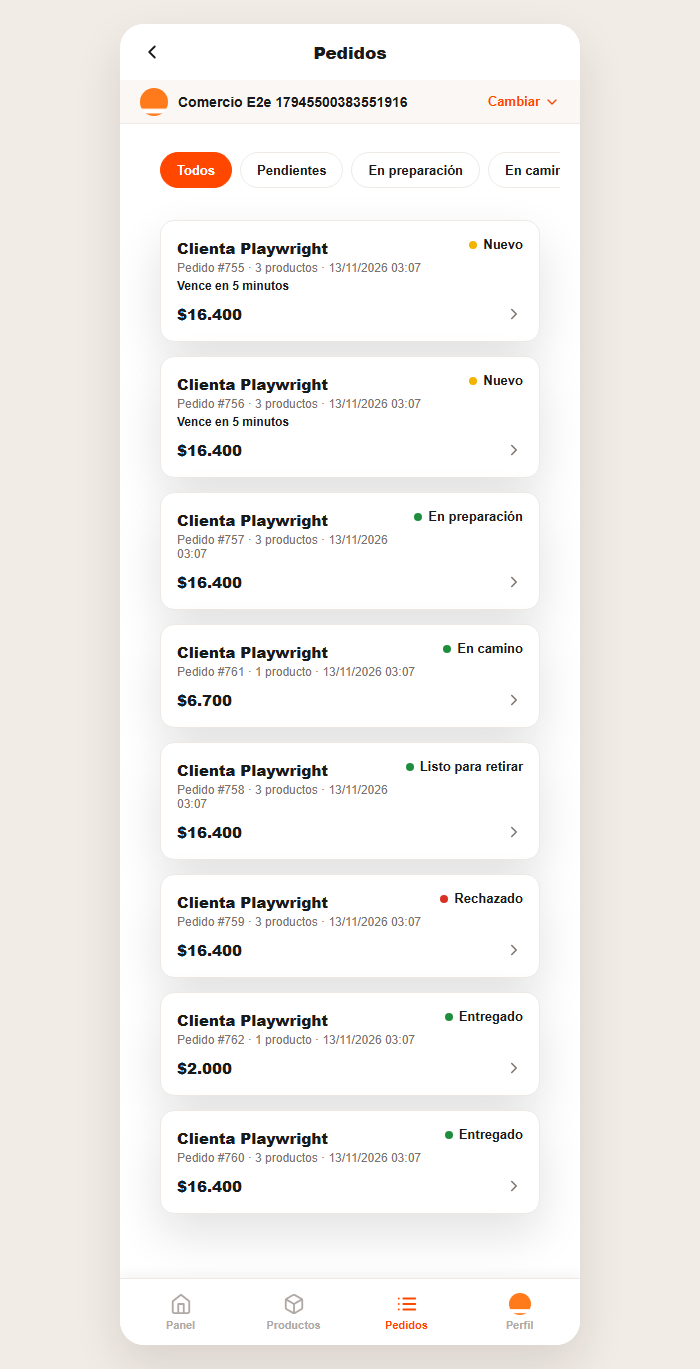 Pedidos
Comercio E2e 17945500383551916
Cambiar
Todos
Pendientes
En preparación
En camin
Clienta Playwright
Nuevo
Pedido #755 · 3 productos · 13/11/2026 03:07
Vence en 5 minutos
$16.400
Clienta Playwright
Nuevo
Pedido #756 · 3 productos · 13/11/2026 03:07
Vence en 5 minutos
$16.400
Clienta Playwright
En preparación
Pedido #757 · 3 productos · 13/11/2026
03:07
$16.400
Clienta Playwright
En camino
Pedido #761 · 1 producto · 13/11/2026 03:07
$6.700
Clienta Playwright
Listo para retirar
Pedido #758 · 3 productos · 13/11/2026
03:07
$16.400
Clienta Playwright
Rechazado
Pedido #759 · 3 productos · 13/11/2026 03:07
$16.400
Clienta Playwright
Entregado
Pedido #762 · 1 producto · 13/11/2026 03:07
$2.000
Clienta Playwright
Entregado
Pedido #760 · 3 productos · 13/11/2026 03:07
$16.400
Panel
Productos
Pedidos
Perfil